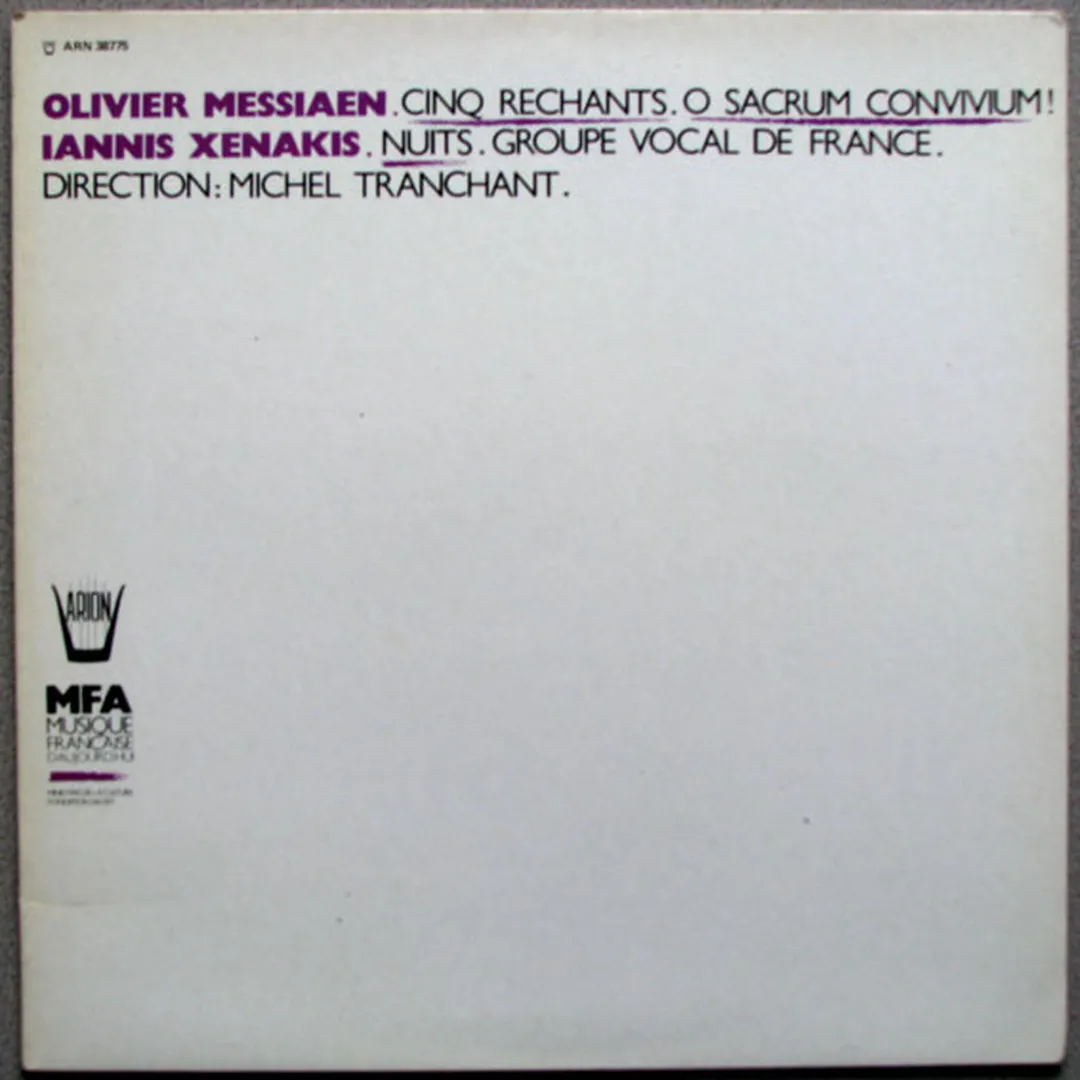 ARN 38775
OLIVIER MESSIAEN.CINQ RECHANTS.O SACRUM CONVIVIUM!
IANNIS XENAKIS.NUITS.GROUPE VOCAL DE FRANCE.
DIRECTION: MICHEL TRANCHANT.
ARION
MFA
MUSIQUE
FRANÇAISE
D'AUJOURD'HUI